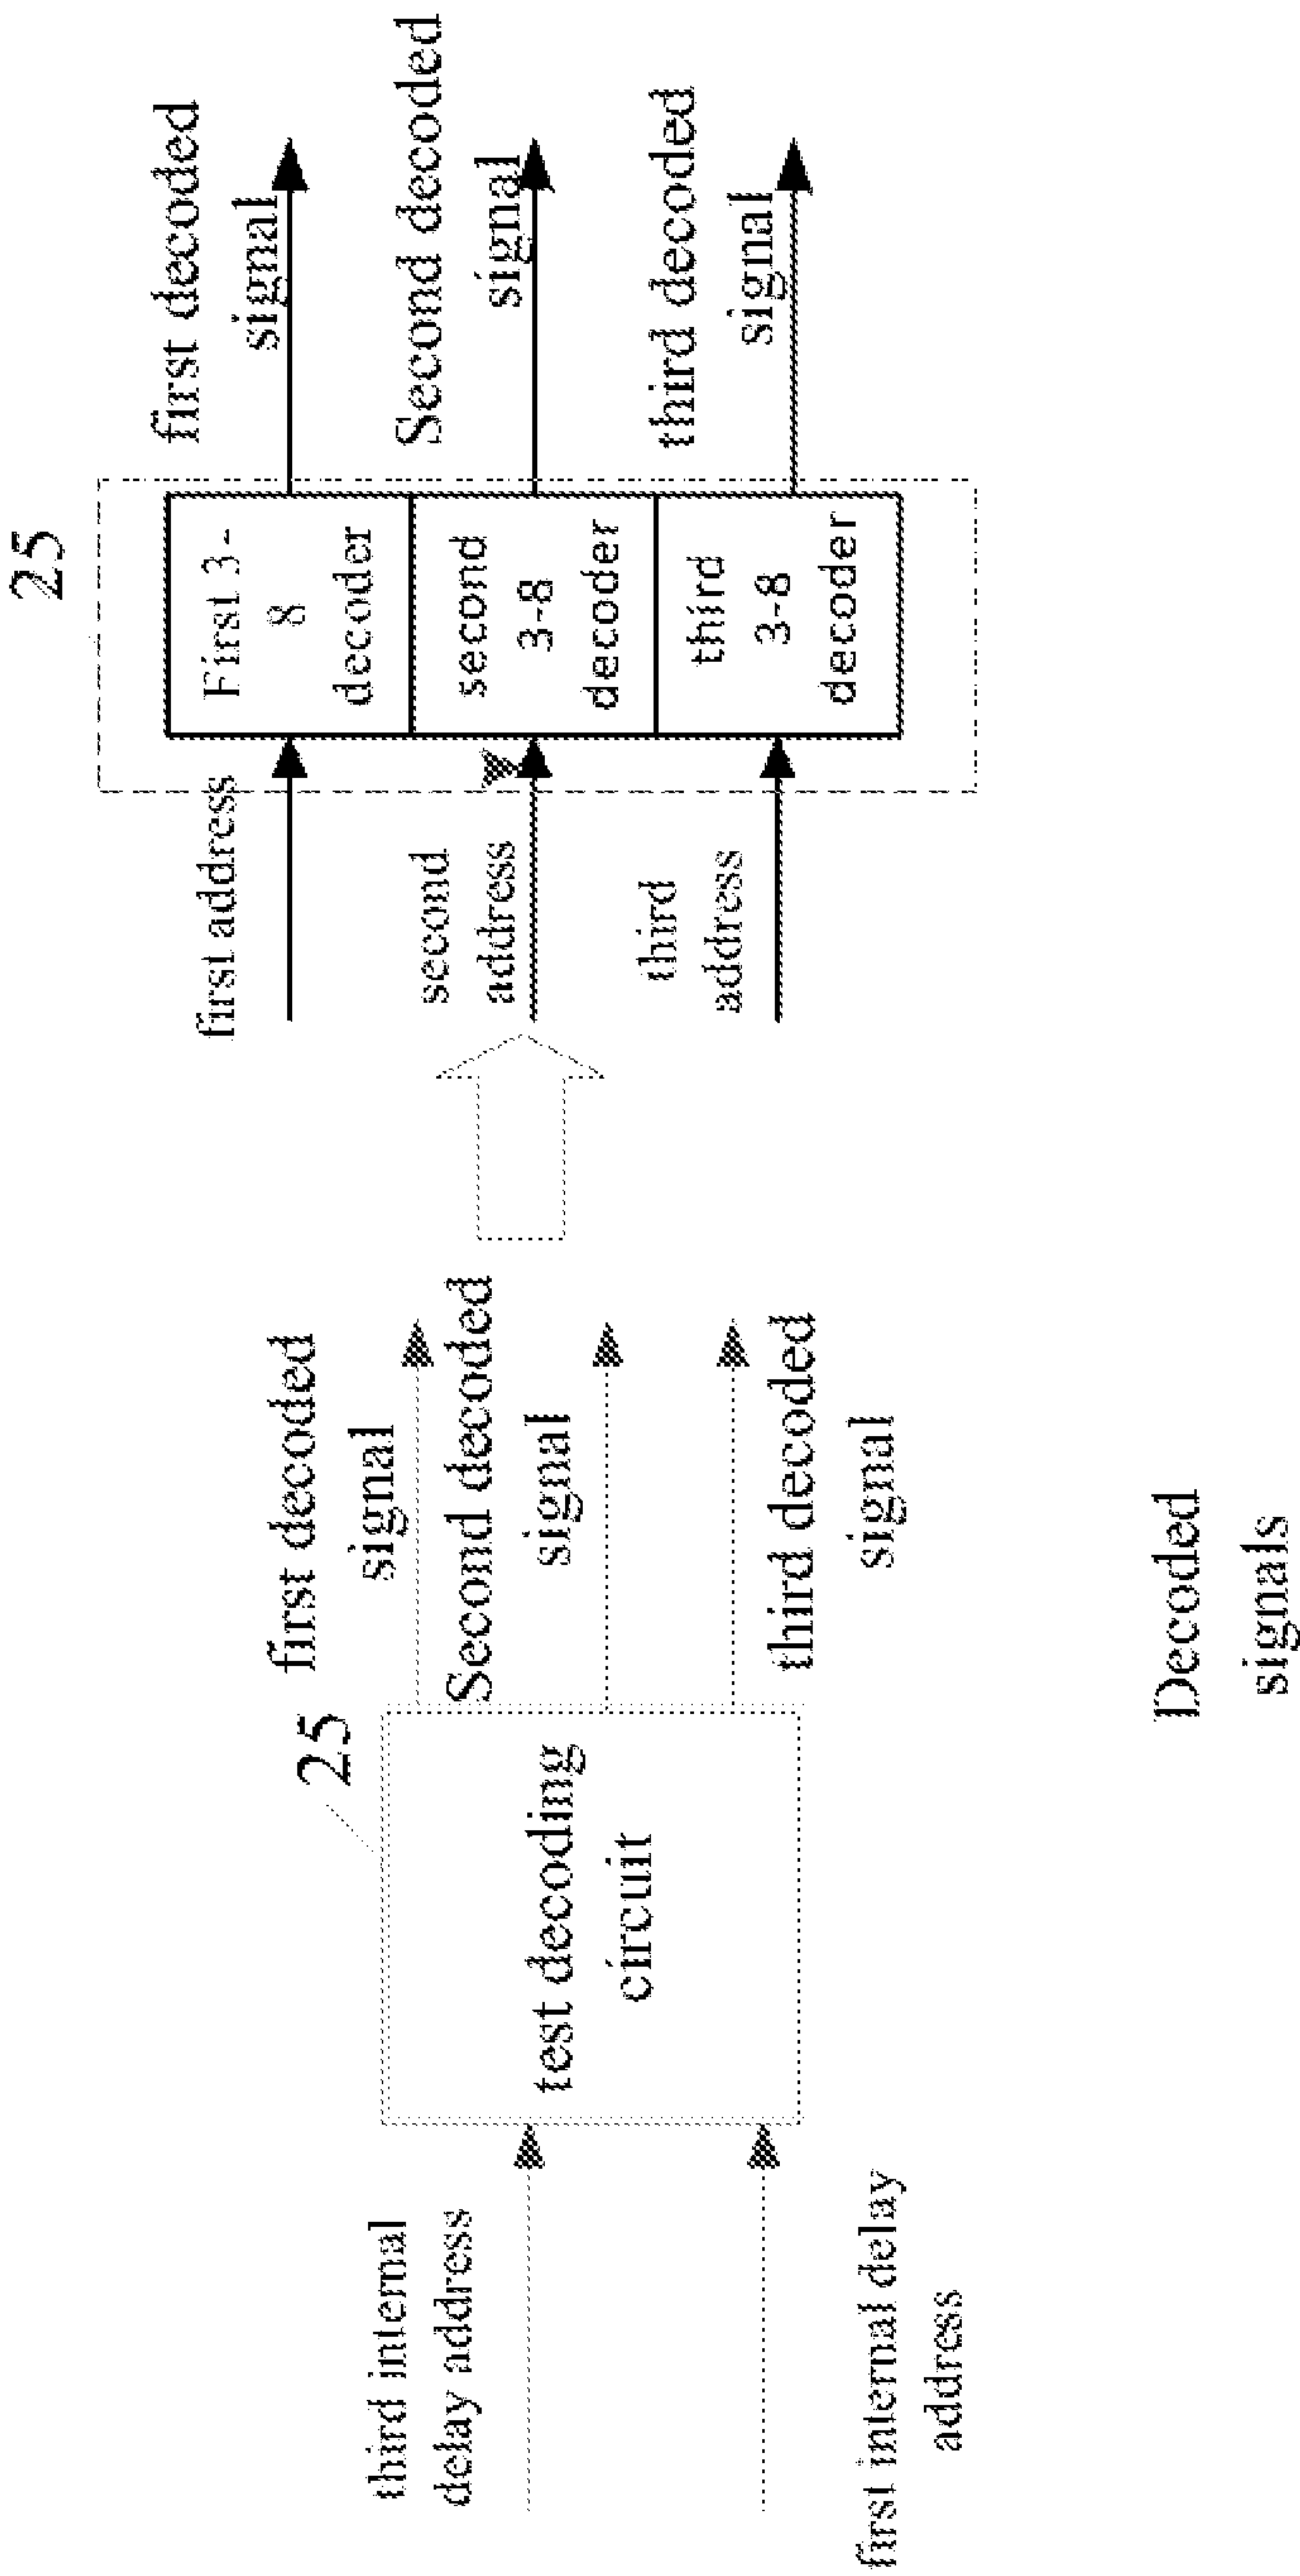 third internal
delay address
first internal delay
address
25
test decoding
circuit
first decoded
signal
Second decoded
signal
third decoded
signal
Decoded
signals
first address
second
address
third
address
25
First 3-
8
decoder
second
3-8
decoder
third
3-8
decoder
first decoded
signal
Second decoded
signal
third decoded
signal